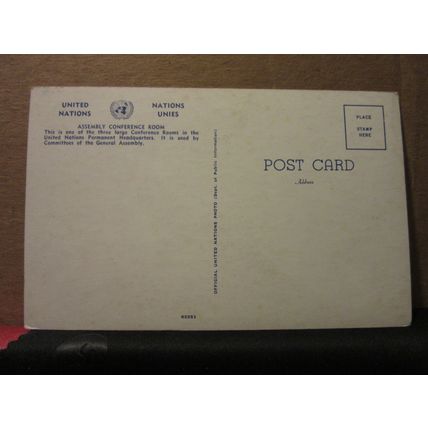 UNITED NATIONS
NATIONS UNIES
ASSEMBLY CONFERENCE ROOM
This is one of the three large Conference Rooms in the
United Nations Permanent Headquarters. It is used by
Committees of the General Assembly.
OFFICIAL UNITED NATIONS PHOTO (Dept. of Public Information)
PLACE
STAMP
HERE
POST CARD
Address